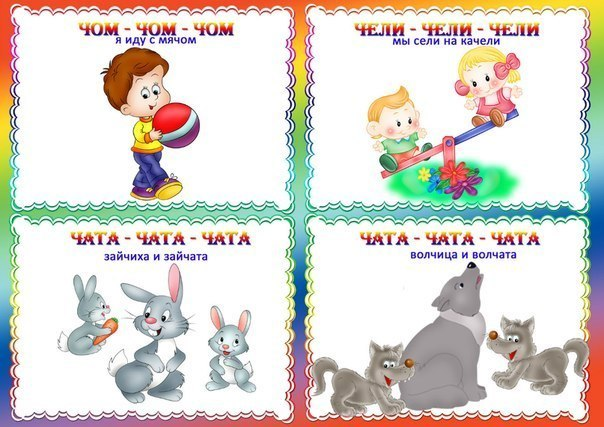 ЧОМ - ЧОМ - ЧОМ
я иду с мячом
ЧЕЛИ - ЧЕЛИ - ЧЕЛИ
мы сели на качели
ЧАТА - ЧАТА - ЧАТА
зайчиха и зайчата
ЧАТА - ЧАТА - ЧАТА
волчица и волчата